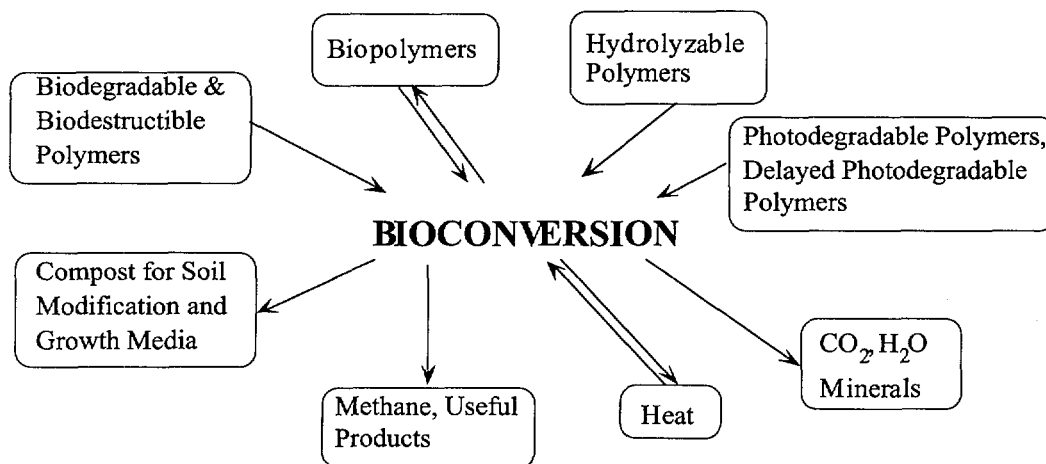 Biopolymers
Hydrolyzable
Polymers
Biodegradable &
Biodestructible
Polymers
Photodegradable Polymers,
Delayed Photodegradable
Polymers
BIOCONVERSION
Compost for Soil
Modification and
Growth Media
Methane, Useful
Products
Heat
CO₂, H₂O
Minerals